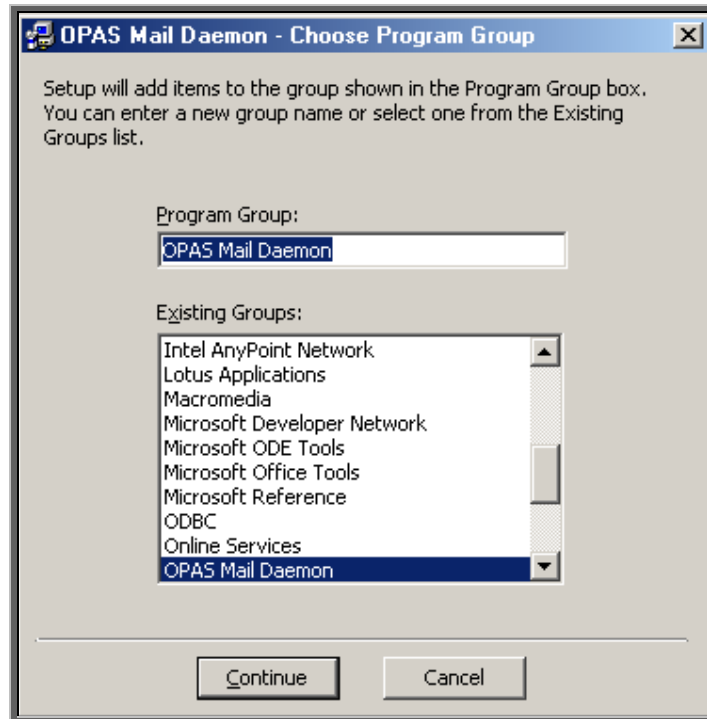 OPAS Mail Daemon - Choose Program Group
Setup will add items to the group shown in the Program Group box.
You can enter a new group name or select one from the Existing
Groups list.
Program Group:
OPAS Mail Daemon
Existing Groups:
Intel AnyPoint Network
Lotus Applications
Macromedia
Microsoft Developer Network
Microsoft ODE Tools
Microsoft Office Tools
Microsoft Reference
ODBC
Online Services
OPAS Mail Daemon
Continue
Cancel